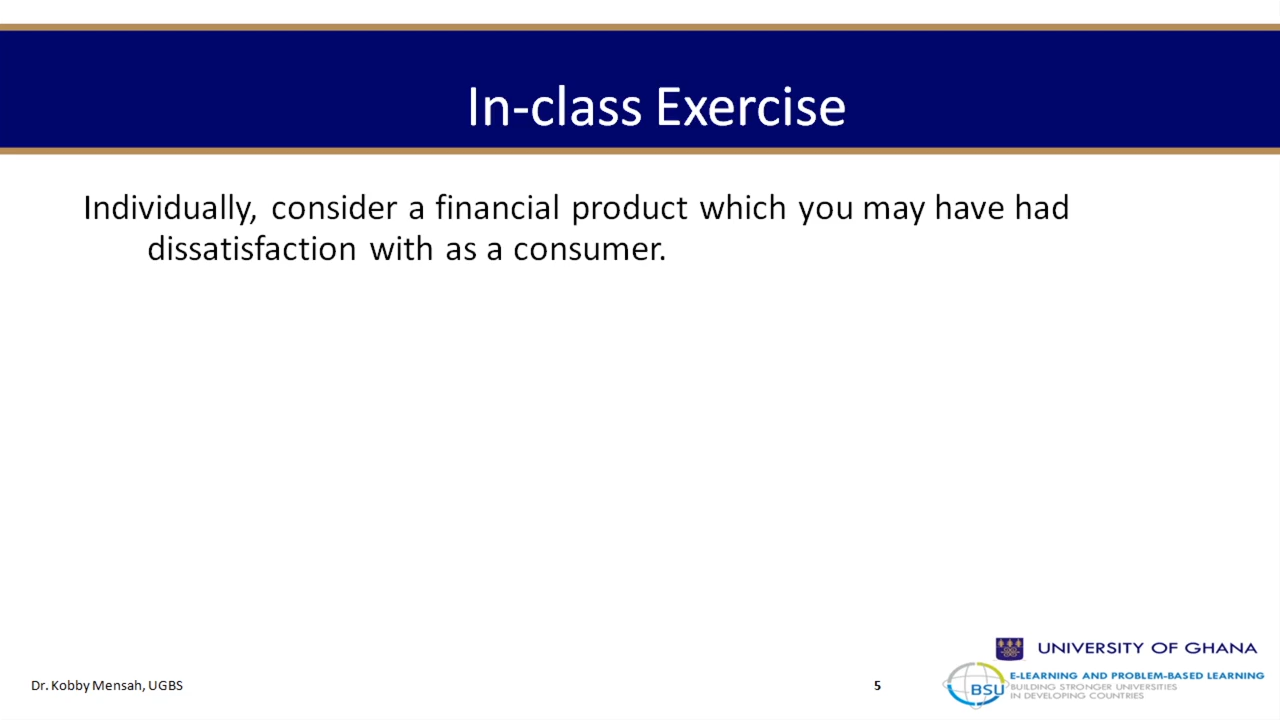 In-class Exercise
Individually, consider a financial product which you may have had
dissatisfaction with as a consumer.
UNIVERSITY OF GHANA
Dr. Kobby Mensah, UGBS
5
BSU
E-LEARNING AND PROBLEM-BASED LEARNING
BUILDING STRONGER UNIVERSITIES
IN DEVELOPING COUNTRIES